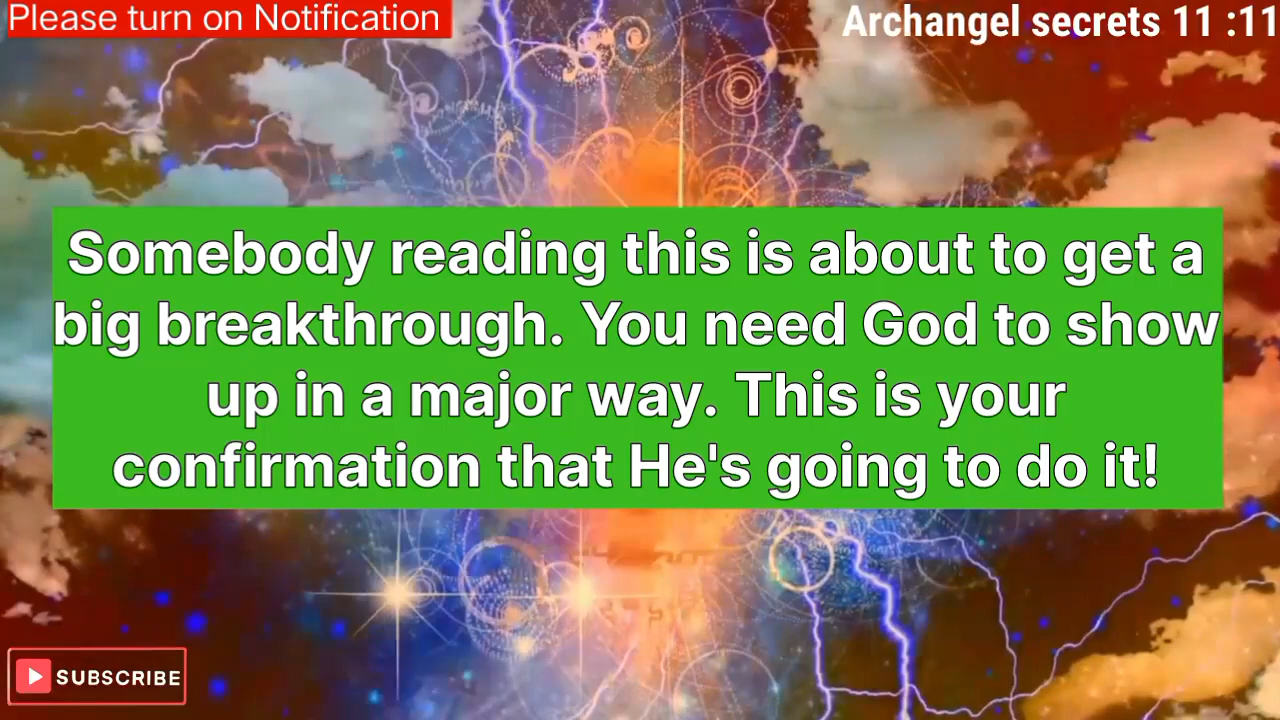 Please turn on Notification
Archangel secrets 11 :11
Somebody reading this is about to get a
big breakthrough. You need God to show
up in a major way. This is your
confirmation that He's going to do it!
SUBSCRIBE